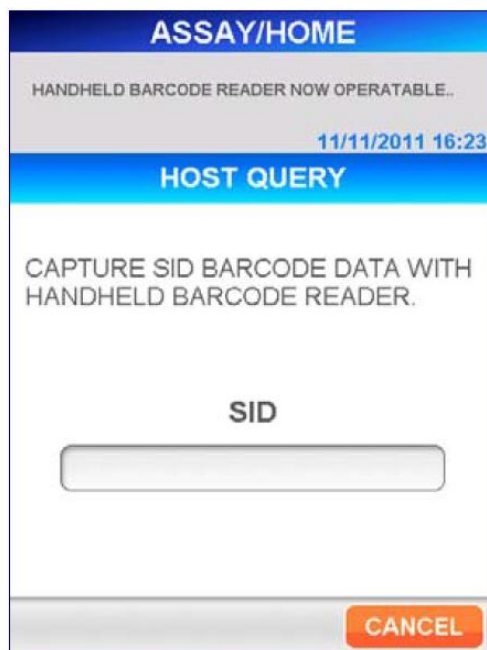 ASSAY/HOME
HANDHELD BARCODE READER NOW OPERATABLE..
11/11/2011 16:23
HOST QUERY
CAPTURE SID BARCODE DATA WITH
HANDHELD BARCODE READER.
SID
CANCEL